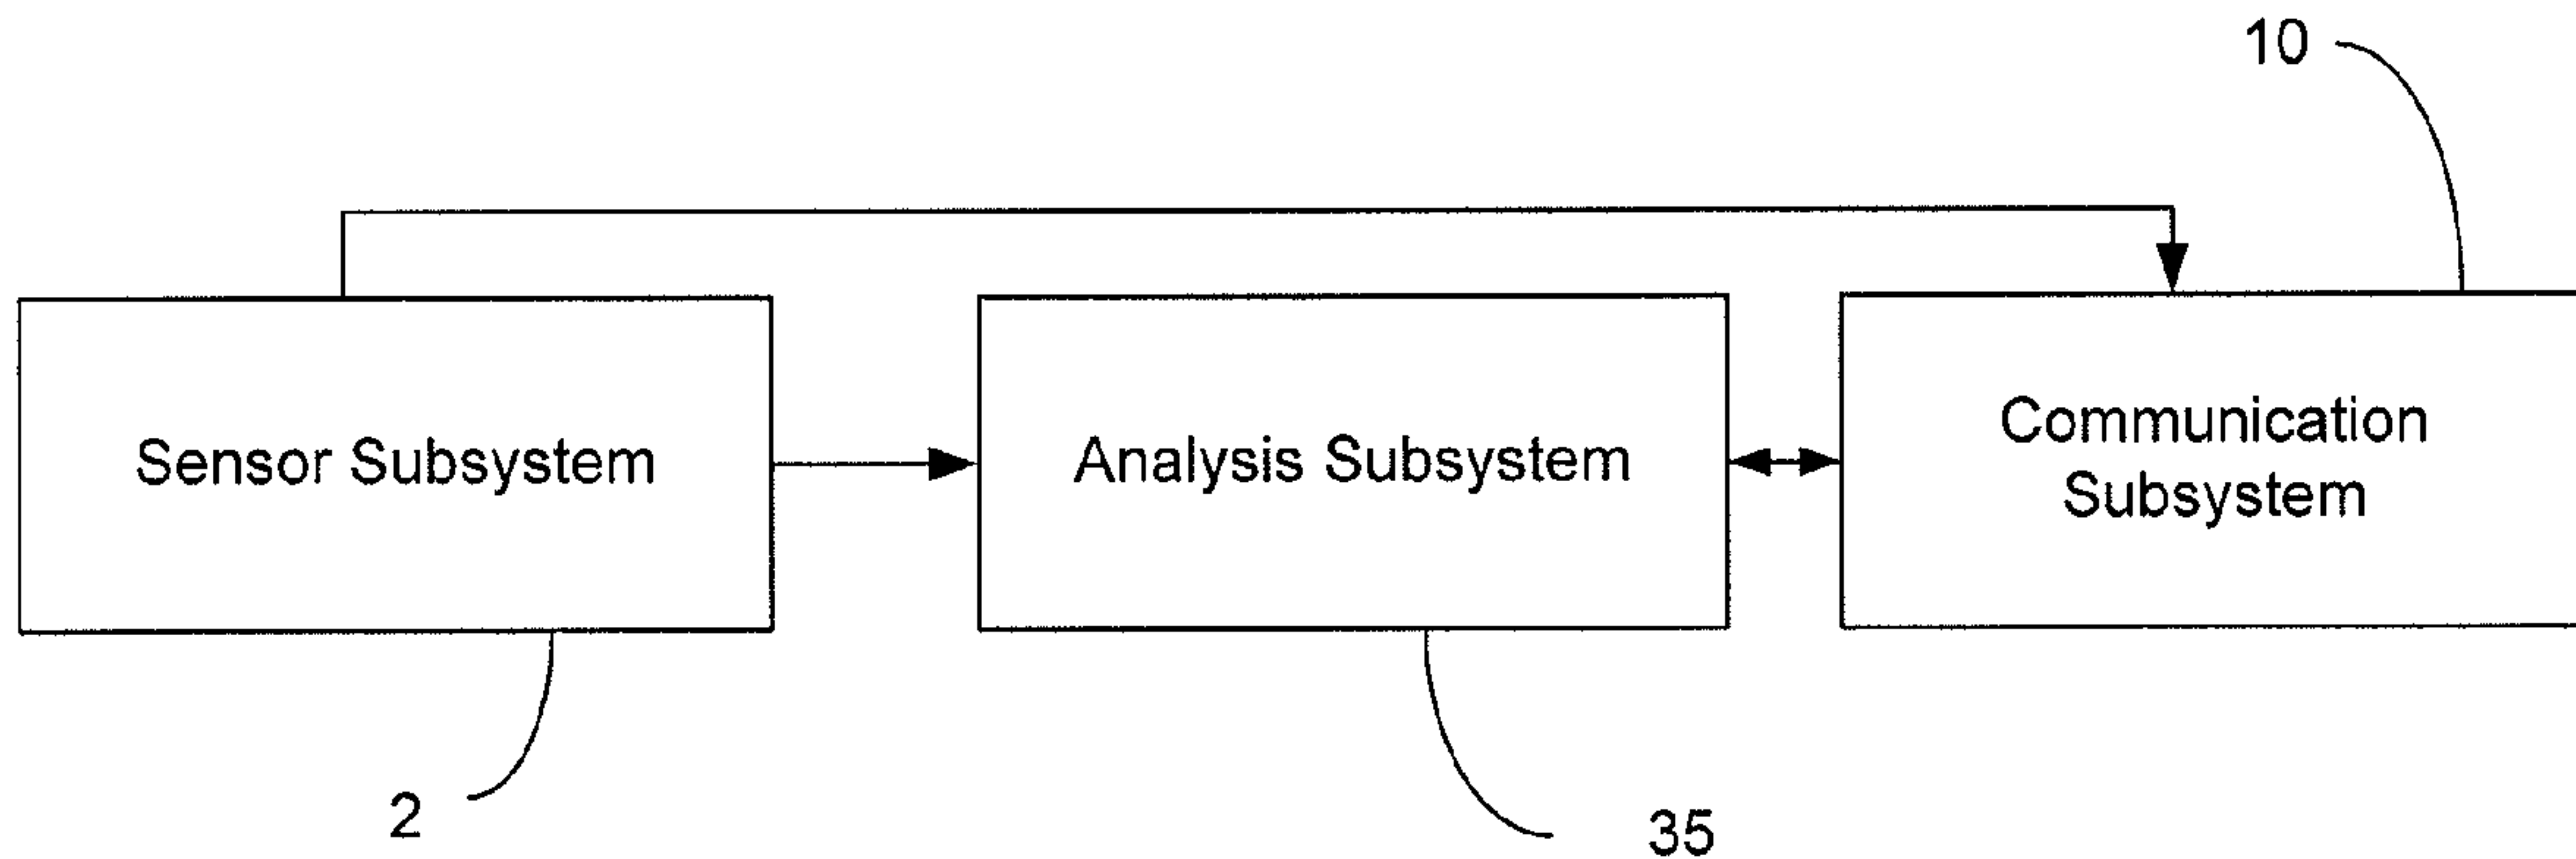 10
Sensor Subsystem
Analysis Subsystem
Communication
Subsystem
2
35